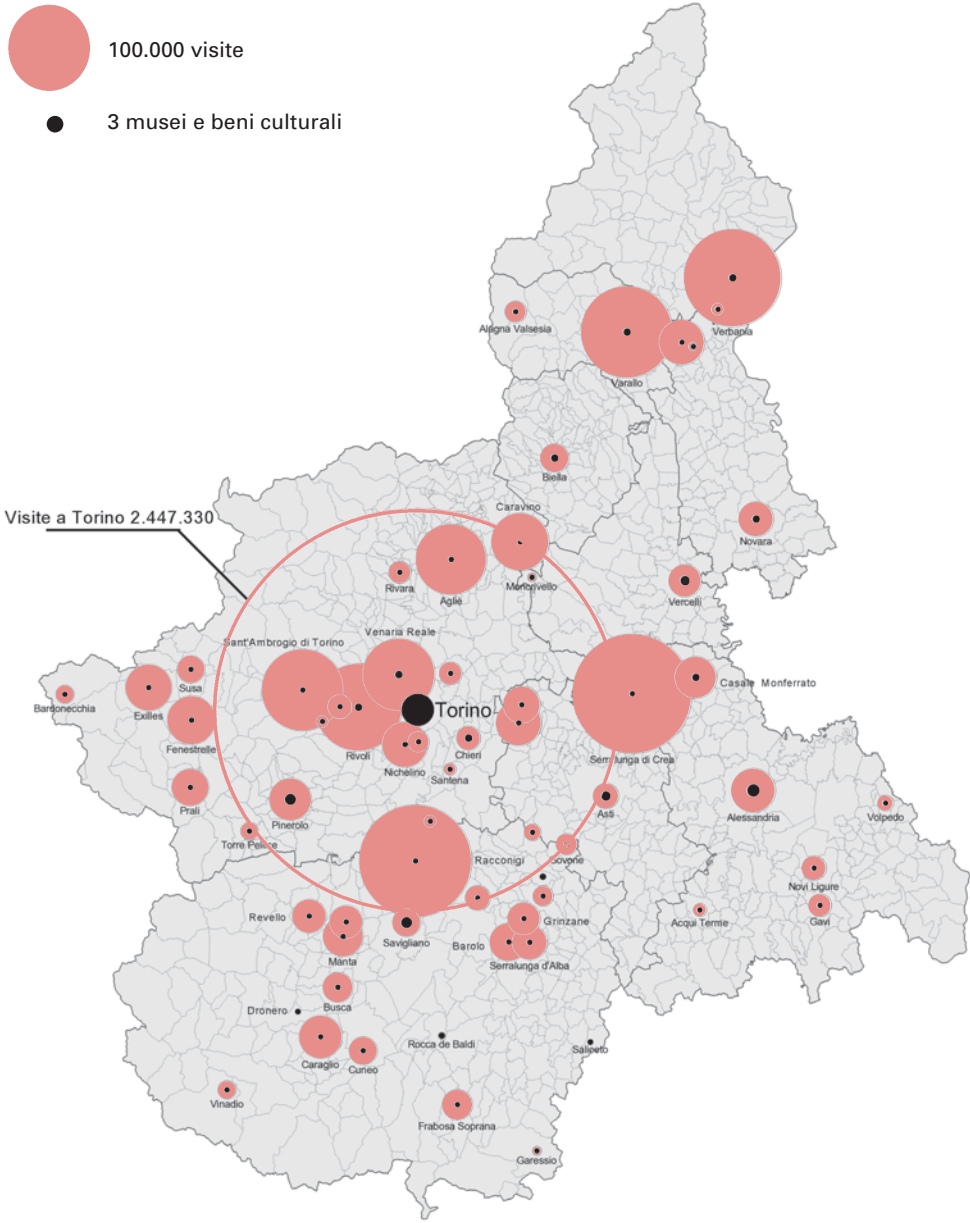 100.000 visite
3 musei e beni culturali
Verbania
Alagna Valsesia
Varallo
Biella
Caravino
Visite a Torino 2.447.330
Novara
Rivara
Agliè
Moncrivello
Vercelli
Venaria Reale
Sant'Ambrogio di Torino
Susa
Bardonecchia
Exilles
Casale Monferrato
Torino
Fenestrelle
Rivoli
Chieri
Nichelino
Serralunga di Crea
Santena
Prali
Asti
Alessandria
Volpedo
Pinerolo
Torre Pellice
Racconigi
Govone
Novi Ligure
Revello
Grinzane
Acqui Terme
Gavi
Savigliano
Barolo
Manta
Serralunga d'Alba
Busca
Dronero
Rocca de Baldi
Saliceto
Caraglio
Cuneo
Vinadio
Frabosa Soprana
Garessio